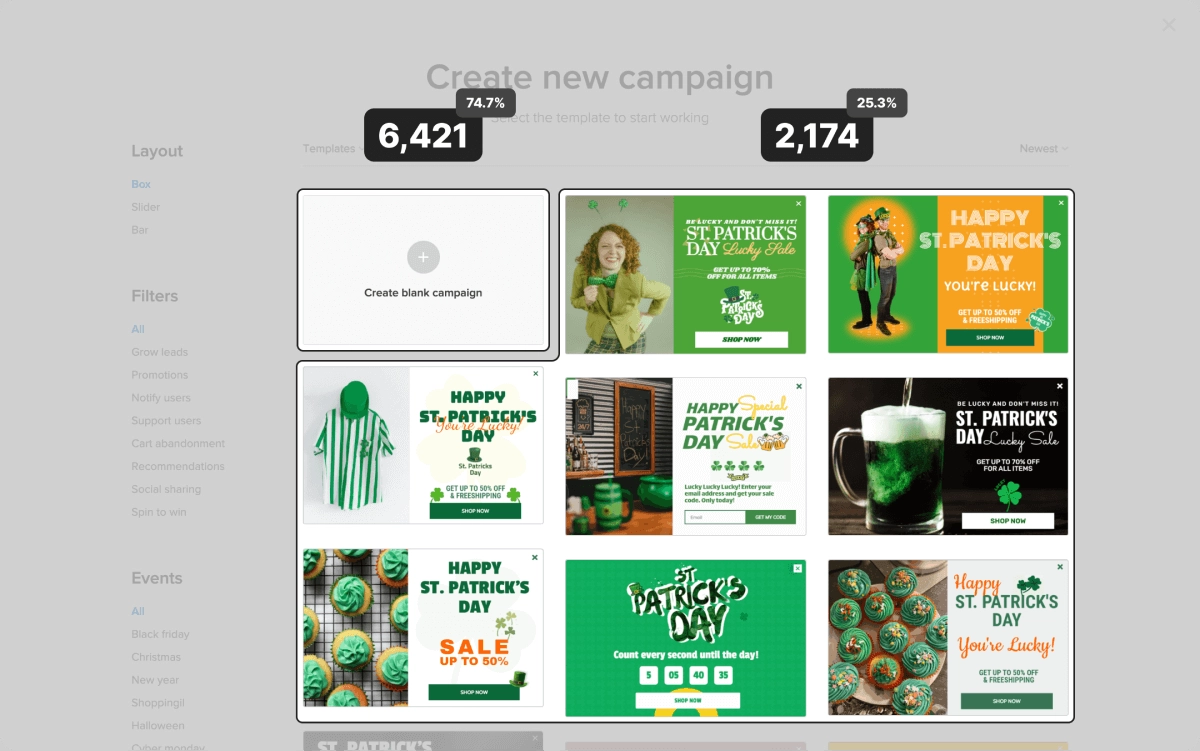 Create new campaign
74.7%
25.3%
6,421
2,174
Select the template to start working
Layout
Box
Slider
Bar
Filters
All
Grow leads
Promotions
Notify users
Support users
Cart abandonment
Recommendations
Social sharing
Spin to win
Events
All
Black friday
Christmas
New year
Shoppingil
Halloween
Cyber monday
Templates
Newest
Create blank campaign
BE LUCKY AND DON'T MISS IT!
ST. PATRICK'S
DAY Lucky Sale
GET UP TO 70%
OFF FOR ALL ITEMS
ST.
PATRICK'S
DAY
SHOP NOW
HAPPY
ST. PATRICK'S
DAY
YOU'RE LUCKY!
GET UP TO 50% OFF
& FREESHIPPING
SHOP NOW
HAPPY
ST. PATRICK'S
You're Lucky!
DAY
St. Patricks
Day
GET UP TO 50% OFF
& FREESHIPPING
SHOP NOW
Happy
St Patrick's
Day!
HAPPY Special
PATRICK'S
DAY Sale
Lucky Lucky Lucky! Enter your
email address and get your sale
code. Only today!
Email
GET MY CODE
BE LUCKY AND DON'T MISS IT!
ST. PATRICK'S
DAY Lucky Sale
GET UP TO 70% OFF
FOR ALL ITEMS
SHOP NOW
HAPPY
ST. PATRICK'S
DAY
SALE
UP TO 50%
SHOP NOW
ST
PATRICK'S
DAY
Count every second until the day!
5 05 40 35
SHOP NOW
Happy
ST. PATRICK'S
DAY
You're Lucky!
GET UP TO 50% OFF
& FREESHIPPING
SHOP NOW
ST. PATRICK'S